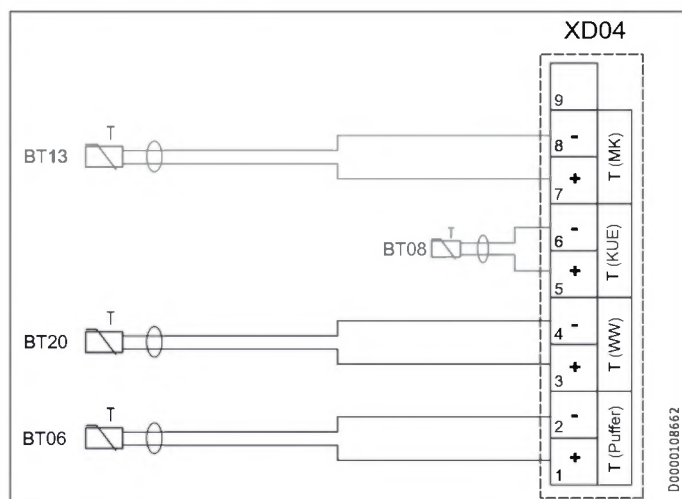 XD04
9
T
BT13
8 -
7 +
T (MK)
T
BT08
6 -
5 +
T (KUE)
T
BT20
4 -
3 +
T (WW)
T
BT06
2 -
1 +
T (Puffer)
D0000108662